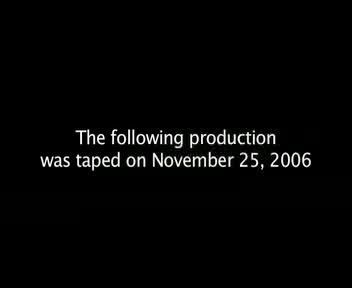 The following production
was taped on November 25, 2006